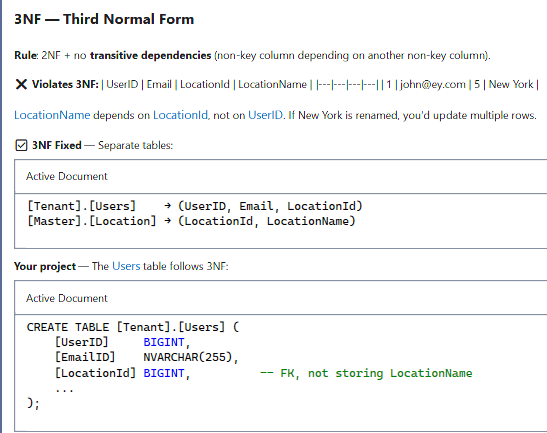 3NF — Third Normal Form
Rule: 2NF + no transitive dependencies (non-key column depending on another non-key column).
❌ Violates 3NF: | UserID | Email | LocationId | LocationName | |---|---|---|---| | 1 | john@ey.com | 5 | New York |
LocationName depends on LocationId, not on UserID. If New York is renamed, you'd update multiple rows.
☑ 3NF Fixed — Separate tables:
Active Document
[Tenant].[Users]    → (UserID, Email, LocationId)
[Master].[Location] → (LocationId, LocationName)
Your project — The Users table follows 3NF:
Active Document
CREATE TABLE [Tenant].[Users] (
    [UserID]     BIGINT,
    [EmailID]    NVARCHAR(255),
    [LocationId] BIGINT,          -- FK, not storing LocationName
    ...
);